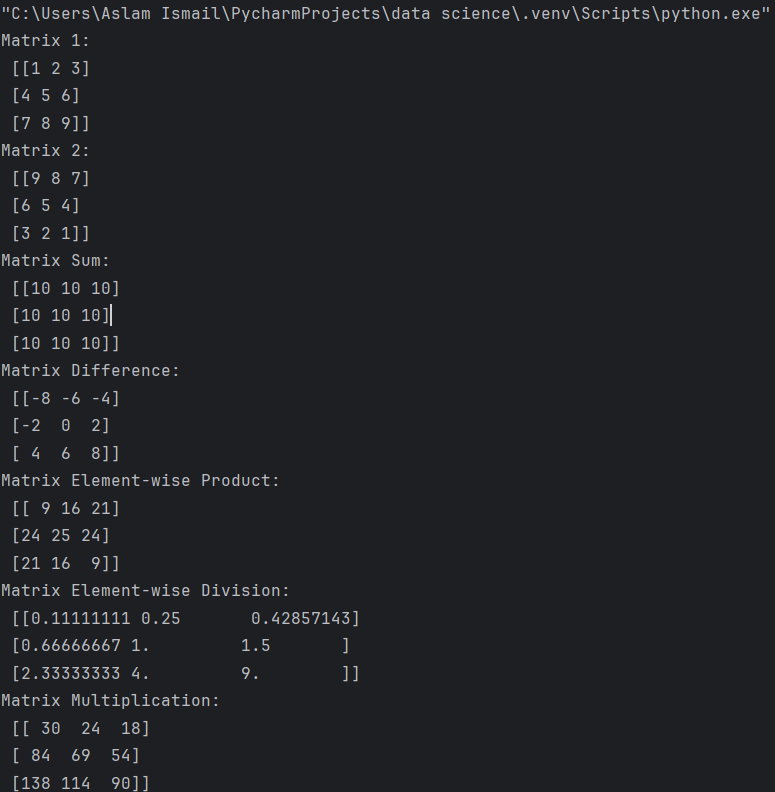 "C:\Users\Aslam Ismail\PycharmProjects\data science\.venv\Scripts\python.exe"
Matrix 1:
 [[1 2 3]
 [4 5 6]
 [7 8 9]]
Matrix 2:
 [[9 8 7]
 [6 5 4]
 [3 2 1]]
Matrix Sum:
 [[10 10 10]
 [10 10 10]
 [10 10 10]]
Matrix Difference:
 [[-8 -6 -4]
 [-2  0  2]
 [ 4  6  8]]
Matrix Element-wise Product:
 [[ 9 16 21]
 [24 25 24]
 [21 16  9]]
Matrix Element-wise Division:
 [[0.11111111 0.25       0.42857143]
 [0.66666667 1.         1.5       ]
 [2.33333333 4.         9.        ]]
Matrix Multiplication:
 [[ 30  24  18]
 [ 84  69  54]
 [138 114  90]]